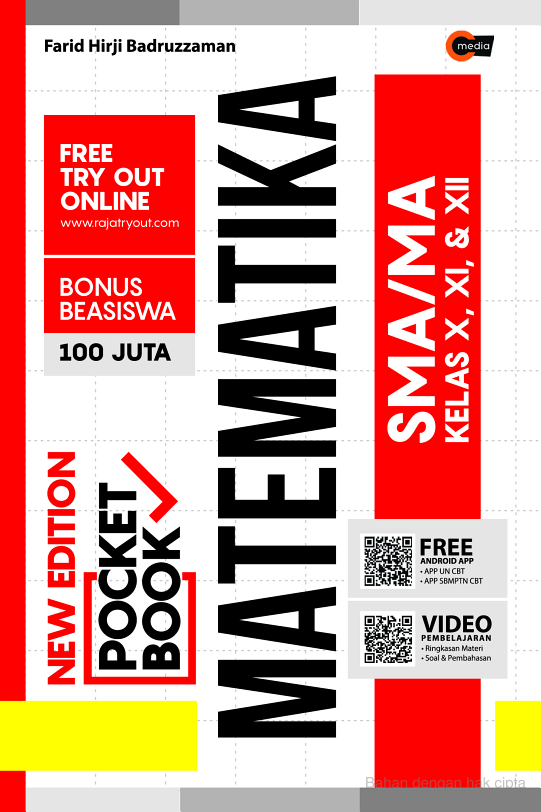 Farid Hirji Badruzzaman
media
FREE
TRY OUT
ONLINE
www.rajatryout.com
BONUS
BEASISWA
100 JUTA
NEW EDITION
POCKET
BOOK
MATEMATIKA
SMA/MA
KELAS X, XI, & XII
FREE
ANDROID APP
• APP UN CBT
• APP SBMPTN CBT
VIDEO
PEMBELAJARAN
• Ringkasan Materi
• Soal & Pembahasan
Bahan dengan hak cipta